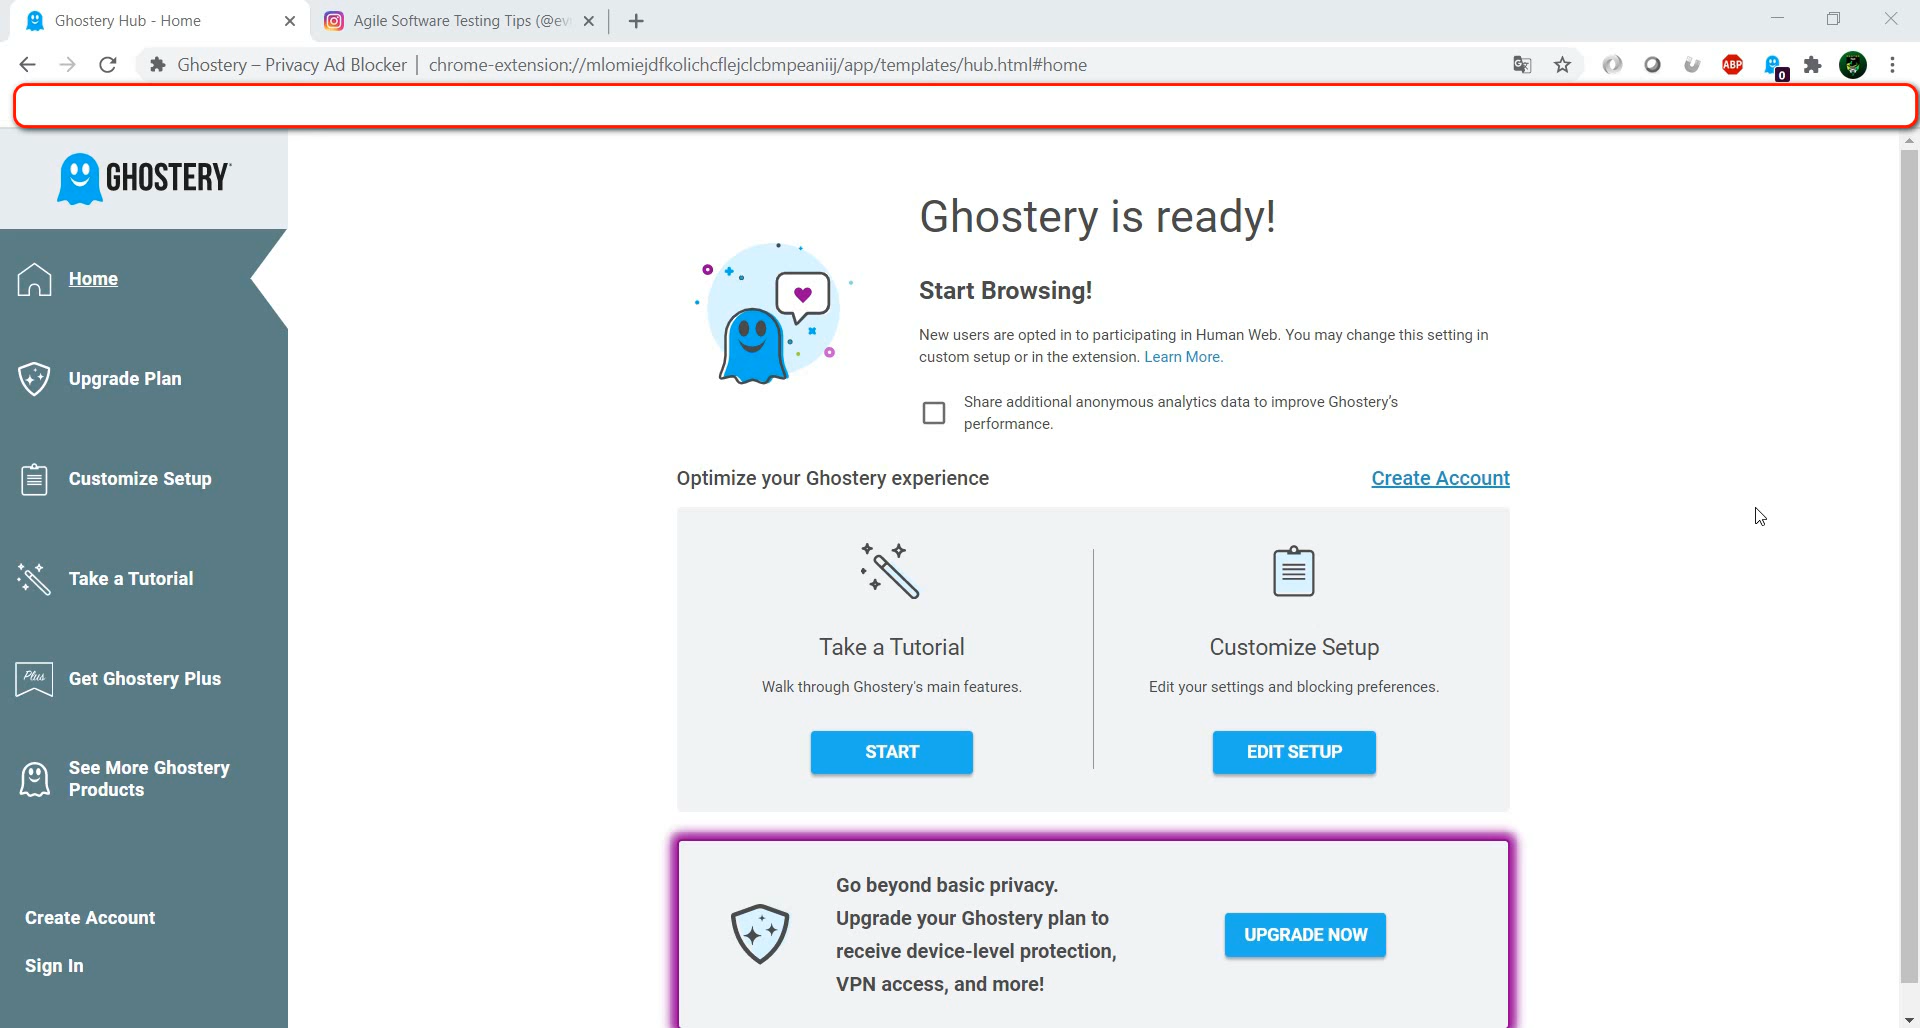 Ghostery Hub - Home
Agile Software Testing Tips (@ev
Ghostery – Privacy Ad Blocker | chrome-extension://mlomiejdfkolichcflejclcbmpeaniij/app/templates/hub.html#home
ABP
0
GHOSTERY
Home
Upgrade Plan
Customize Setup
Take a Tutorial
Plus
Get Ghostery Plus
See More Ghostery
Products
Create Account
Sign In
Ghostery is ready!
Start Browsing!
New users are opted in to participating in Human Web. You may change this setting in
custom setup or in the extension. Learn More.
Share additional anonymous analytics data to improve Ghostery's
performance.
Optimize your Ghostery experience
Create Account
Take a Tutorial
Walk through Ghostery's main features.
START
Customize Setup
Edit your settings and blocking preferences.
EDIT SETUP
Go beyond basic privacy.
Upgrade your Ghostery plan to
receive device-level protection,
VPN access, and more!
UPGRADE NOW